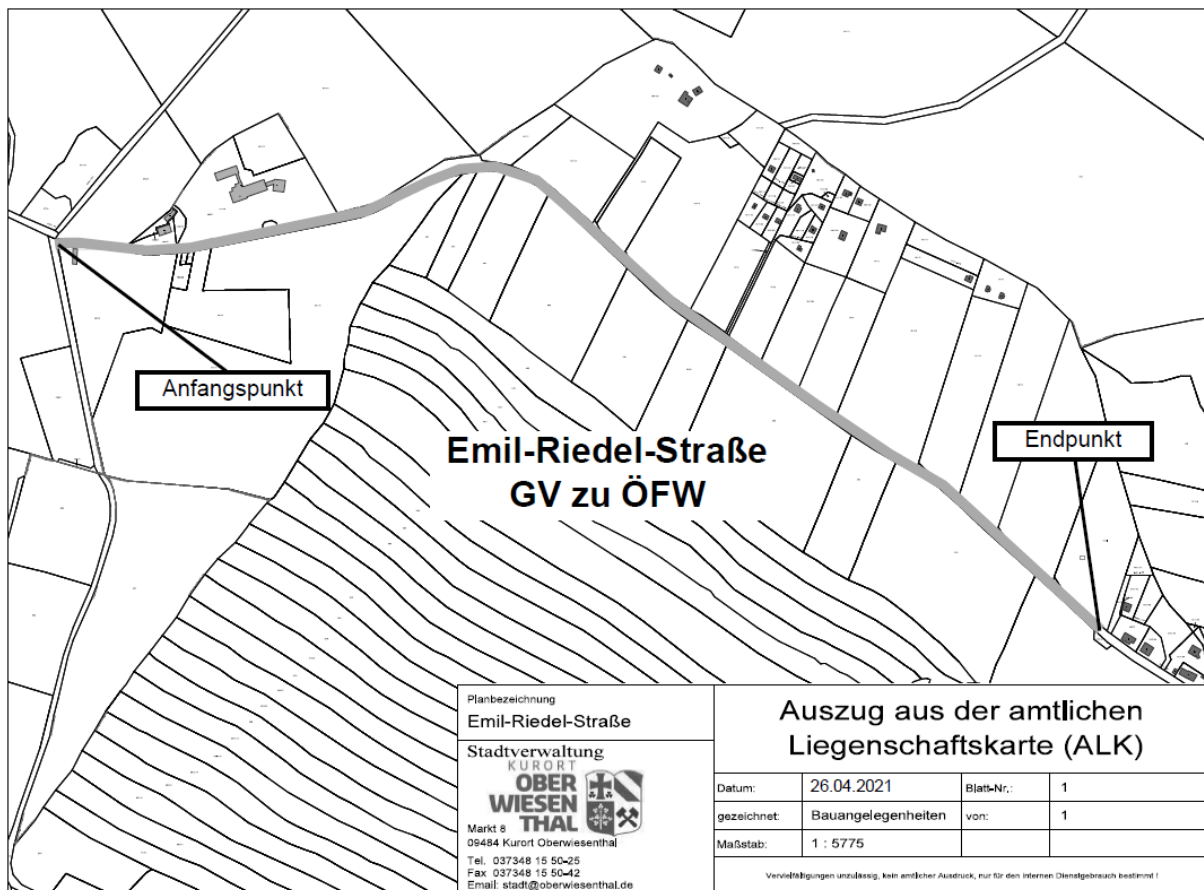 Anfangspunkt
Emil-Riedel-Straße
GV zu ÖFW
Endpunkt
Planbezeichnung
Emil-Riedel-Straße
Stadtverwaltung
KURORT
OBER
WIESEN
THAL
Markt 8
09484 Kurort Oberwiesenthal
Tel. 037348 15 50-25
Fax 037348 15 50-42
Email: stadt@oberwiesenthal.de
Auszug aus der amtlichen
Liegenschaftskarte (ALK)
Datum: 26.04.2021 Blatt-Nr.: 1
gezeichnet: Bauangelegenheiten von: 1
Maßstab: 1 : 5775
Vervielfältigungen unzulässig, kein amtlicher Ausdruck, nur für den internen Dienstgebrauch bestimmt !